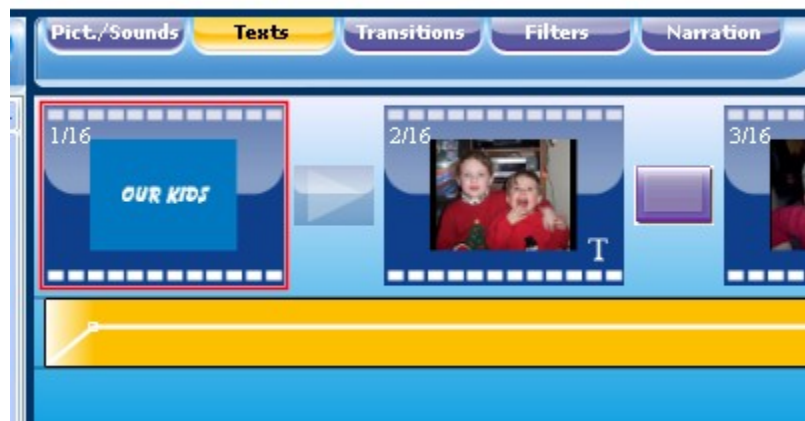 Pict./Sounds Texts Transitions Filters Narration
1/16 2/16 3/16
OUR KIDS
T